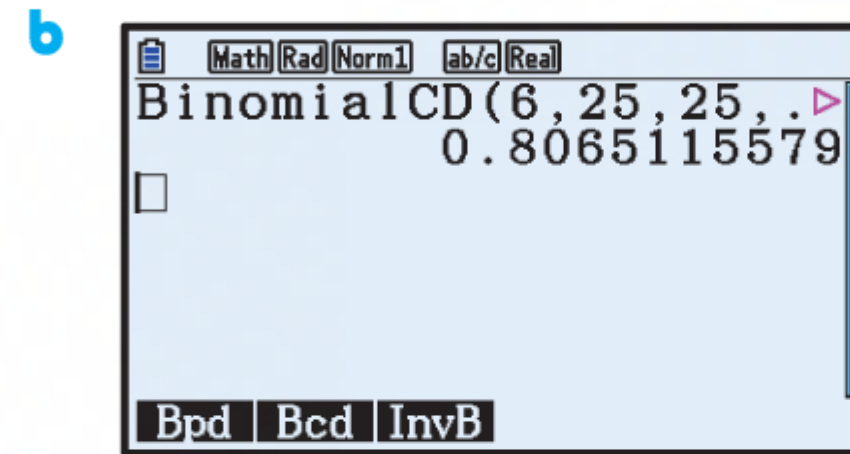 b
Math Rad Norm1 ab/c Real
BinomialCD(6,25,25,.
0.8065115579
Bpd Bcd InvB